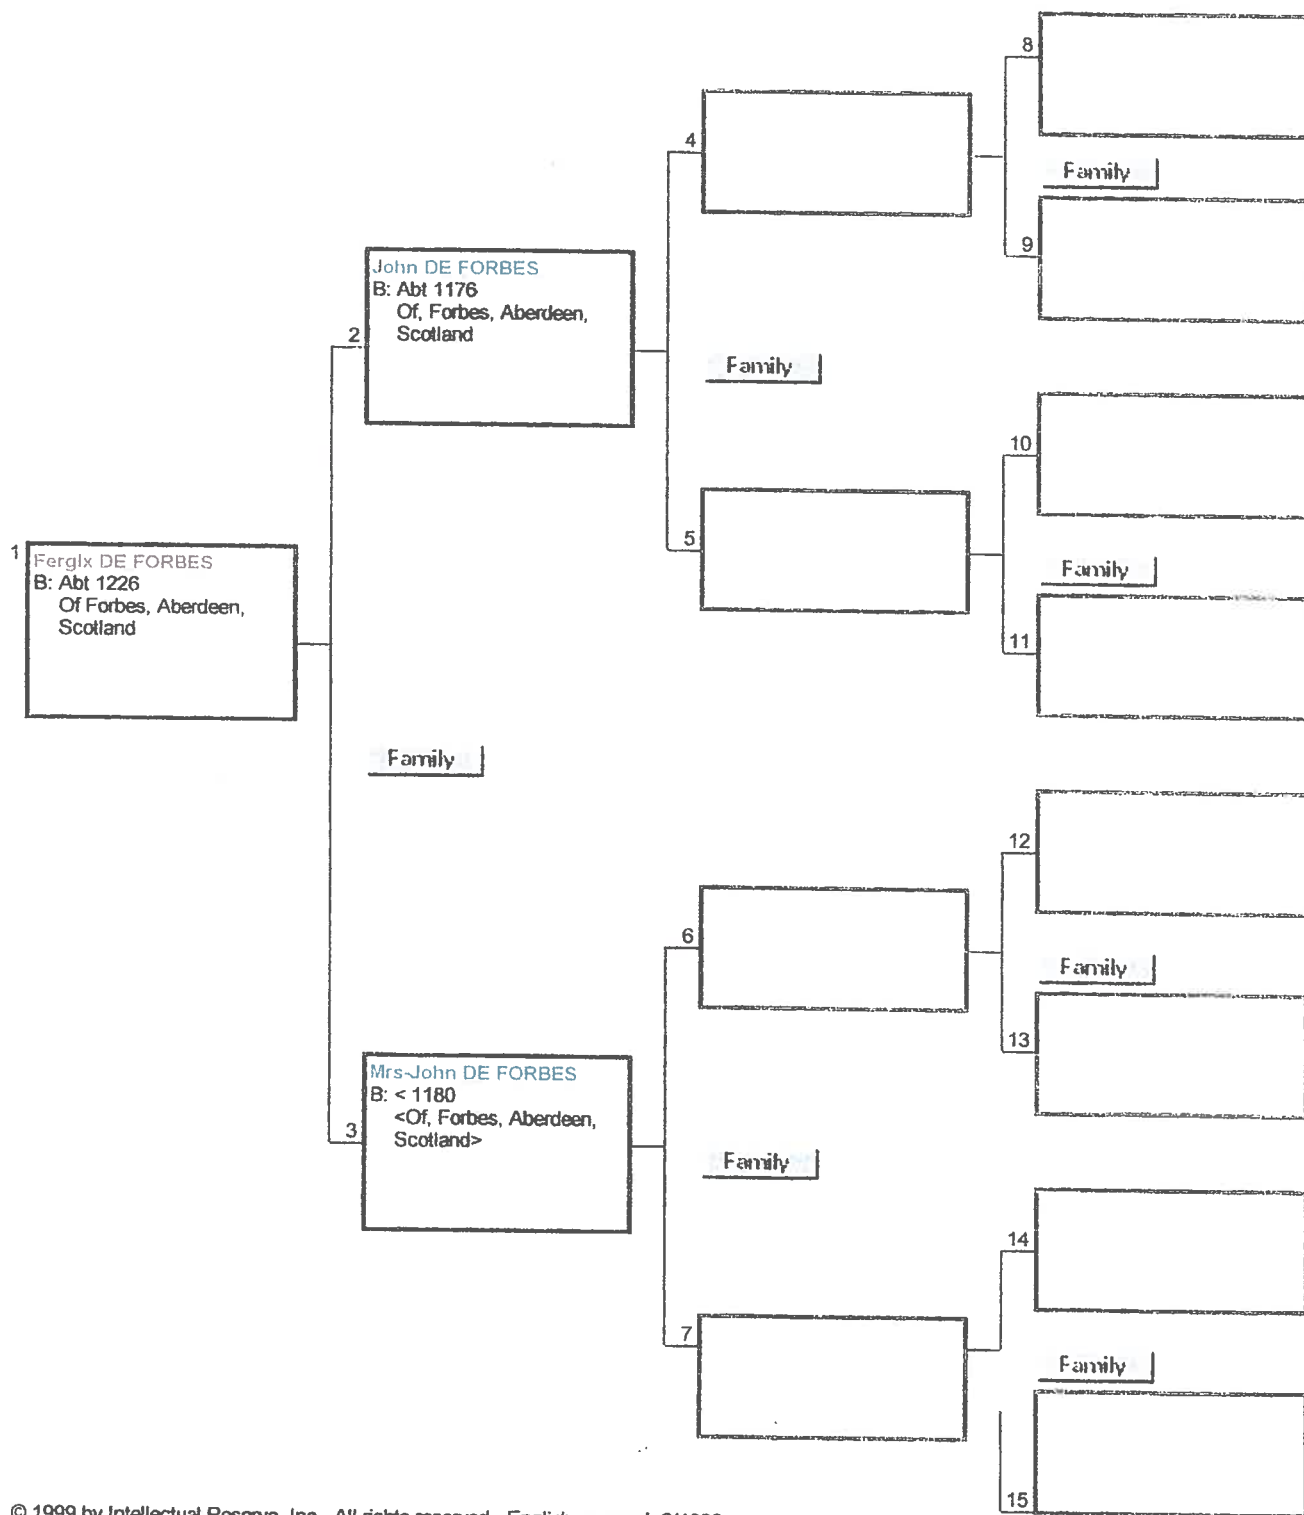 8
4
Family
9
John DE FORBES
B: Abt 1176
Of, Forbes, Aberdeen,
Scotland
2
Family
10
5
1
FergIx DE FORBES
B: Abt 1226
Of Forbes, Aberdeen,
Scotland
Family
11
Family
12
6
Family
13
Mrs-John DE FORBES
B: < 1180
<Of, Forbes, Aberdeen,
Scotland>
3
Family
14
7
Family
15
© 1999 by Intellectual Reserve, Inc. All rights reserved. English